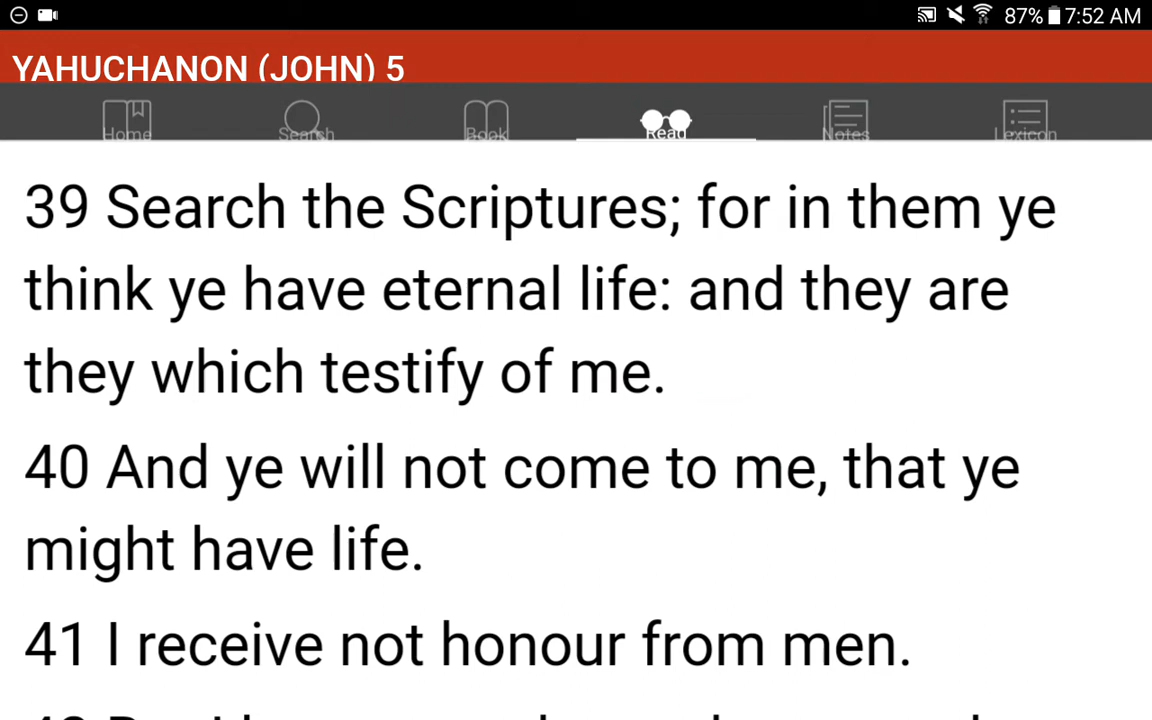 87% 7:52 AM
YAHUCHANON (JOHN) 5
Home Search Book Read Notes Lexicon
39 Search the Scriptures; for in them ye
think ye have eternal life: and they are
they which testify of me.
40 And ye will not come to me, that ye
might have life.
41 I receive not honour from men.